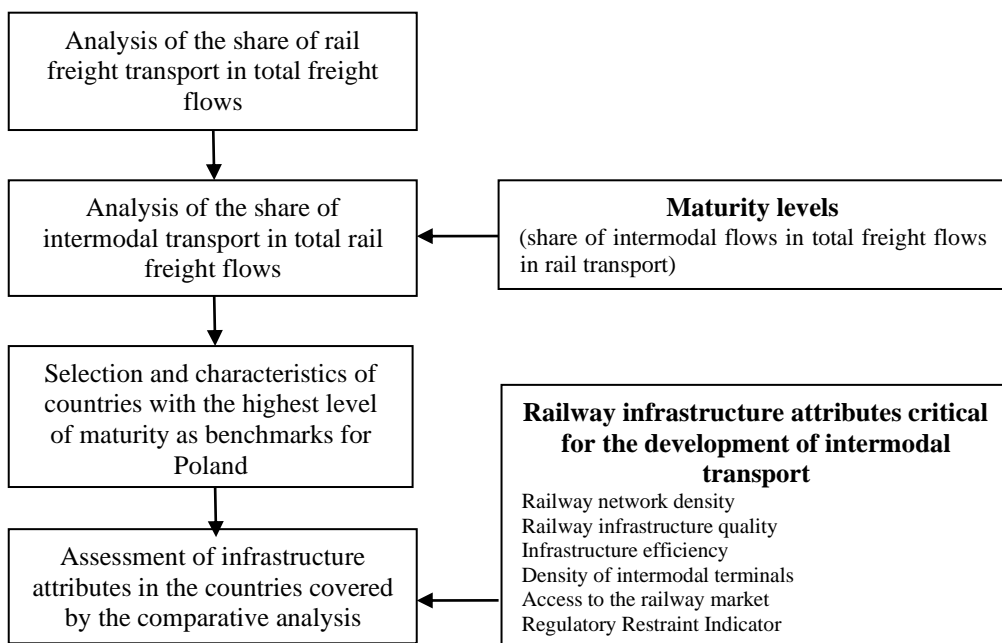 Analysis of the share of rail
freight transport in total freight
flows
Analysis of the share of
intermodal transport in total rail
freight flows
Maturity levels
(share of intermodal flows in total freight flows
in rail transport)
Selection and characteristics of
countries with the highest level
of maturity as benchmarks for
Poland
Railway infrastructure attributes critical
for the development of intermodal
transport
Railway network density
Railway infrastructure quality
Infrastructure efficiency
Density of intermodal terminals
Access to the railway market
Regulatory Restraint Indicator
Assessment of infrastructure
attributes in the countries covered
by the comparative analysis